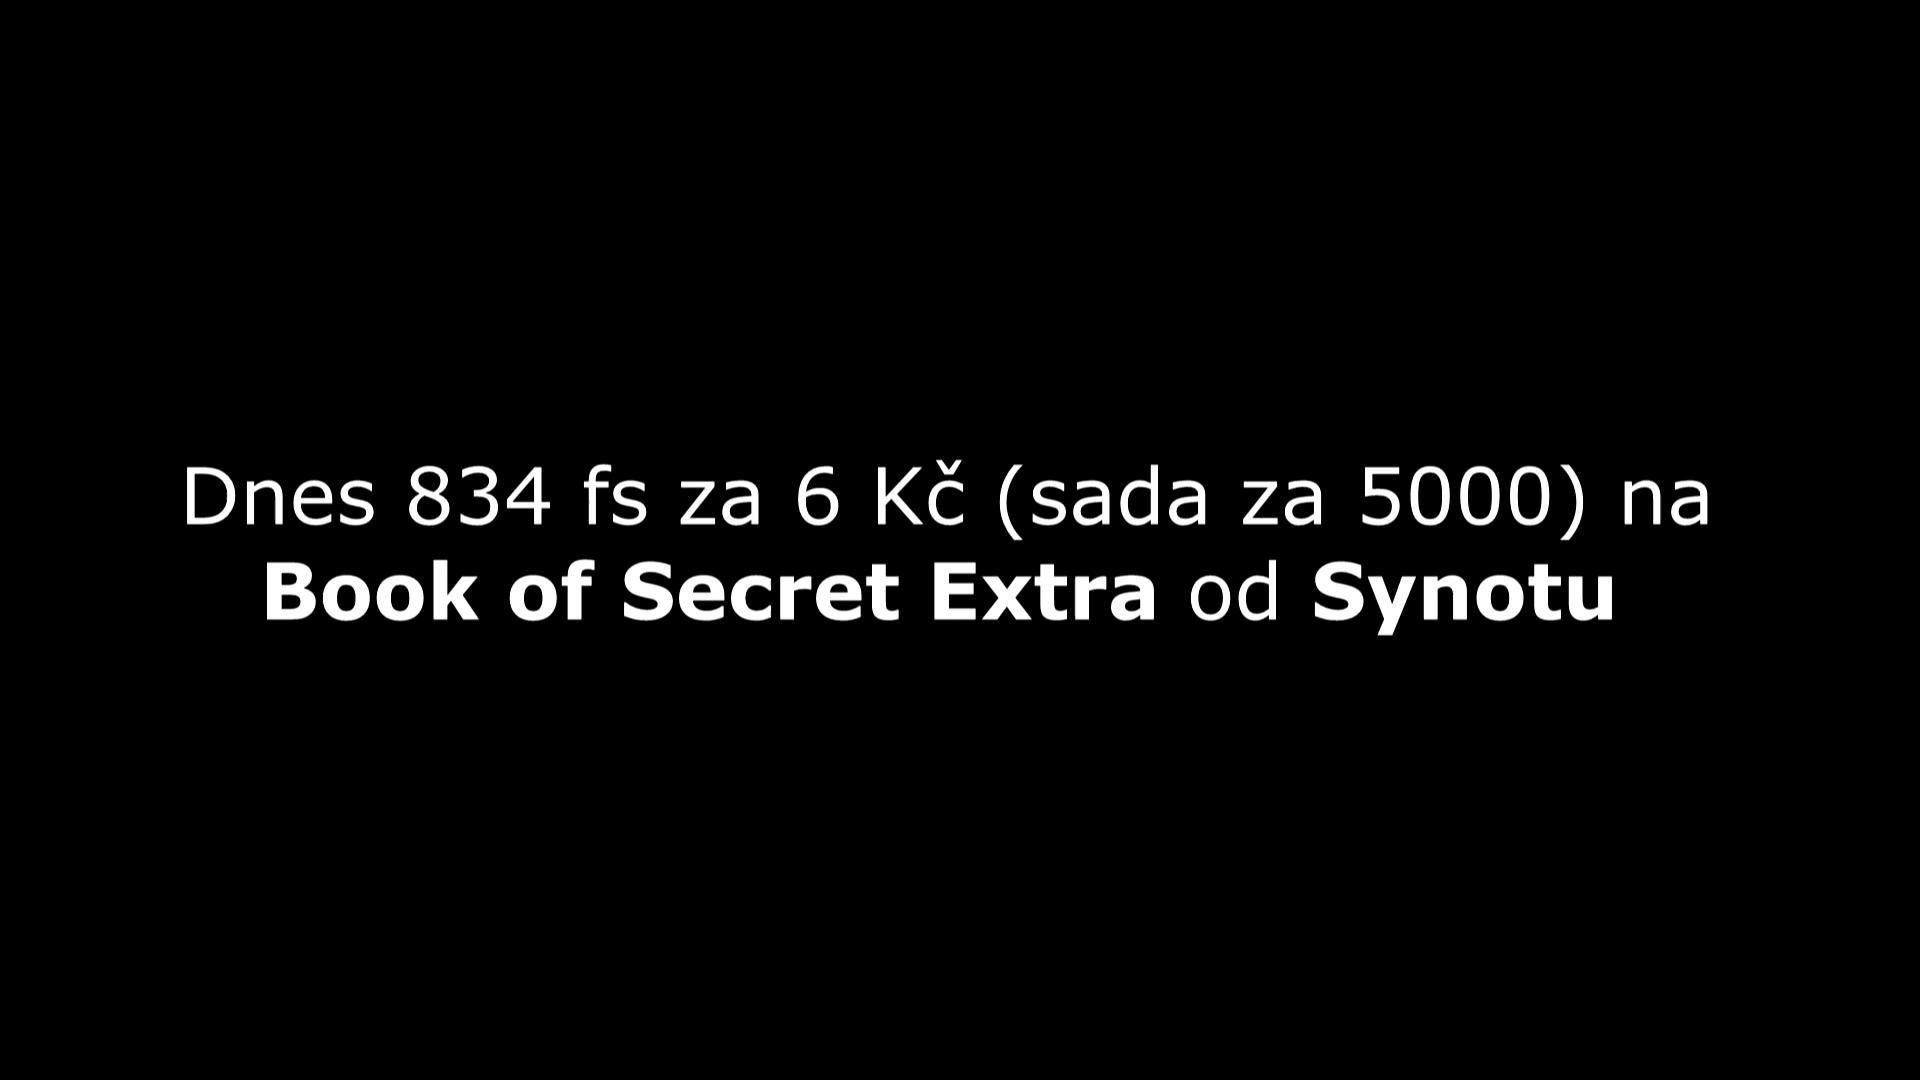 Dnes 834 fs za 6 Kč (sada za 5000) na
Book of Secret Extra od Synotu